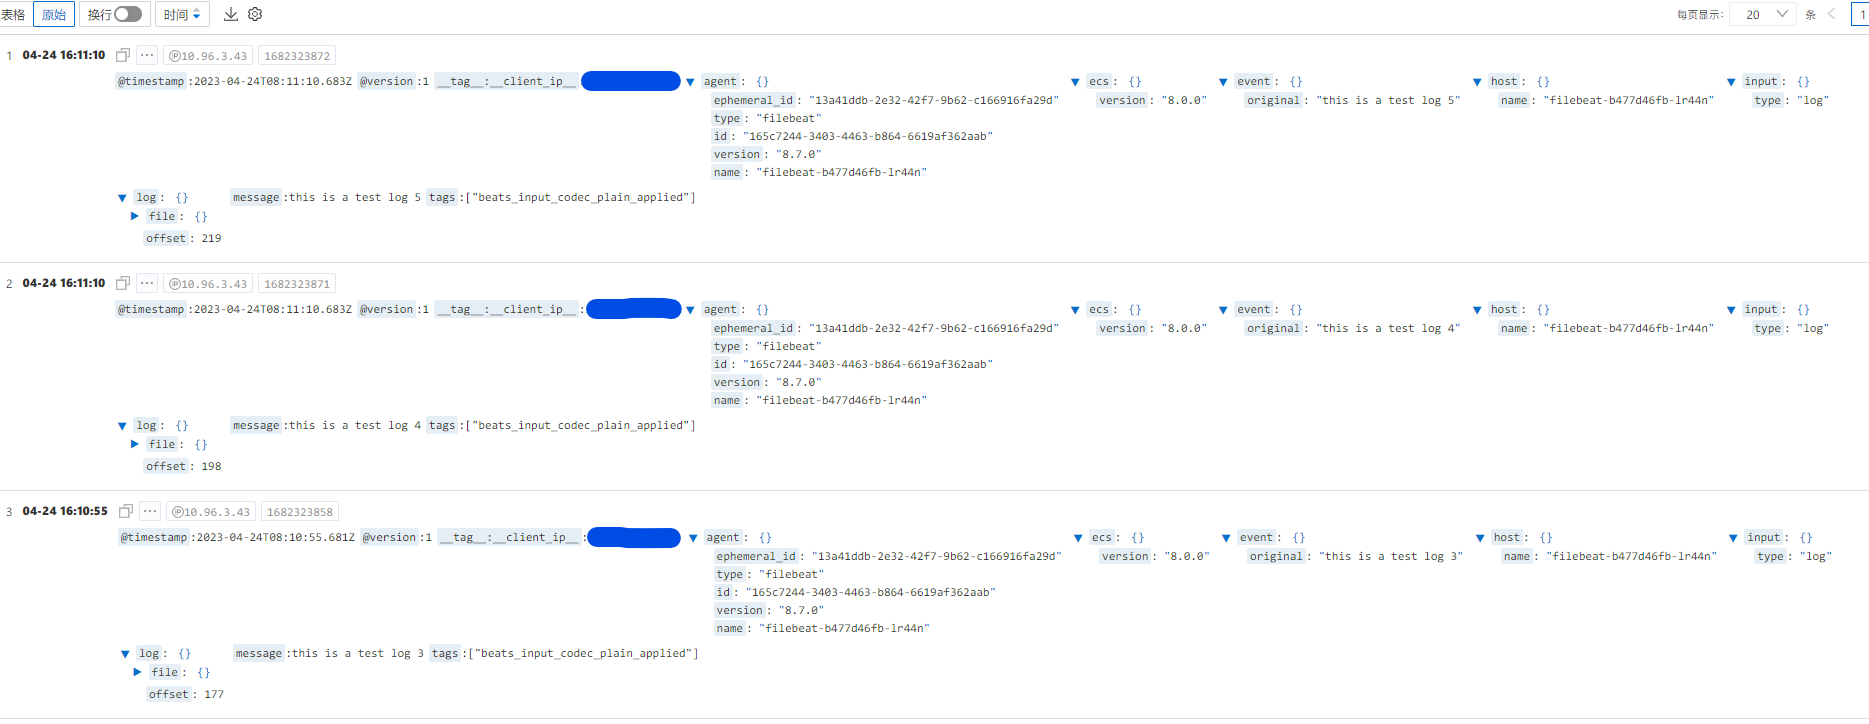 表格 原始 换行 时间 每页显示: 20 条 1
1 04-24 16:11:10 ··· IP 10.96.3.43 1682323872
@timestamp:2023-04-24T08:11:10.683Z @version:1 __tag__:__client_ip__ agent: {} ecs: {} event: {} host: {} input: {}
ephemeral_id: "13a41ddb-2e32-42f7-9b62-c166916fa29d" version: "8.0.0" original: "this is a test log 5" name: "filebeat-b477d46fb-lr44n" type: "log"
type: "filebeat"
id: "165c7244-3403-4463-b864-6619af362aab"
version: "8.7.0"
name: "filebeat-b477d46fb-lr44n"
log: {} message:this is a test log 5 tags:["beats_input_codec_plain_applied"]
file: {}
offset: 219
2 04-24 16:11:10 ··· IP 10.96.3.43 1682323871
@timestamp:2023-04-24T08:11:10.683Z @version:1 __tag__:__client_ip__: agent: {} ecs: {} event: {} host: {} input: {}
ephemeral_id: "13a41ddb-2e32-42f7-9b62-c166916fa29d" version: "8.0.0" original: "this is a test log 4" name: "filebeat-b477d46fb-lr44n" type: "log"
type: "filebeat"
id: "165c7244-3403-4463-b864-6619af362aab"
version: "8.7.0"
name: "filebeat-b477d46fb-lr44n"
log: {} message:this is a test log 4 tags:["beats_input_codec_plain_applied"]
file: {}
offset: 198
3 04-24 16:10:55 ··· IP 10.96.3.43 1682323858
@timestamp:2023-04-24T08:10:55.681Z @version:1 __tag__:__client_ip__: agent: {} ecs: {} event: {} host: {} input: {}
ephemeral_id: "13a41ddb-2e32-42f7-9b62-c166916fa29d" version: "8.0.0" original: "this is a test log 3" name: "filebeat-b477d46fb-lr44n" type: "log"
type: "filebeat"
id: "165c7244-3403-4463-b864-6619af362aab"
version: "8.7.0"
name: "filebeat-b477d46fb-lr44n"
log: {} message:this is a test log 3 tags:["beats_input_codec_plain_applied"]
file: {}
offset: 177